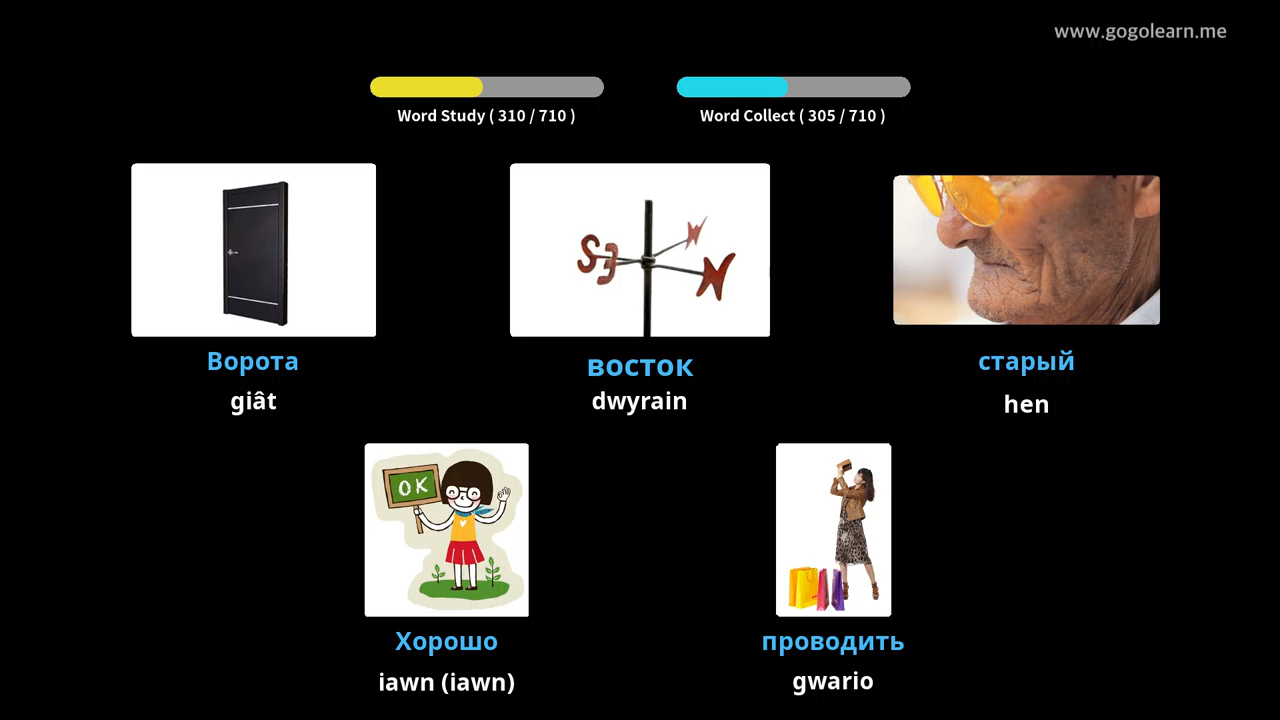 www.gogolearn.me
Word Study ( 310 / 710 )
Word Collect ( 305 / 710 )
S E N W
Ворота
восток
старый
giât
dwyrain
hen
OK
Хорошо
проводить
iawn (iawn)
gwario